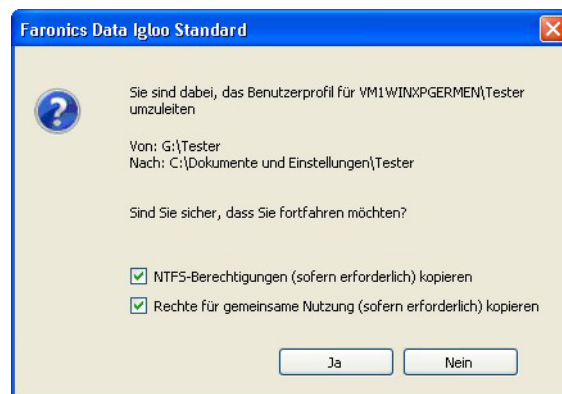 Faronics Data Igloo Standard
Sie sind dabei, das Benutzerprofil für VM1WINXPGERMEN\Tester
umzuleiten
Von: G:\Tester
Nach: C:\Dokumente und Einstellungen\Tester
Sind Sie sicher, dass Sie fortfahren möchten?
NTFS-Berechtigungen (sofern erforderlich) kopieren
Rechte für gemeinsame Nutzung (sofern erforderlich) kopieren
Ja
Nein